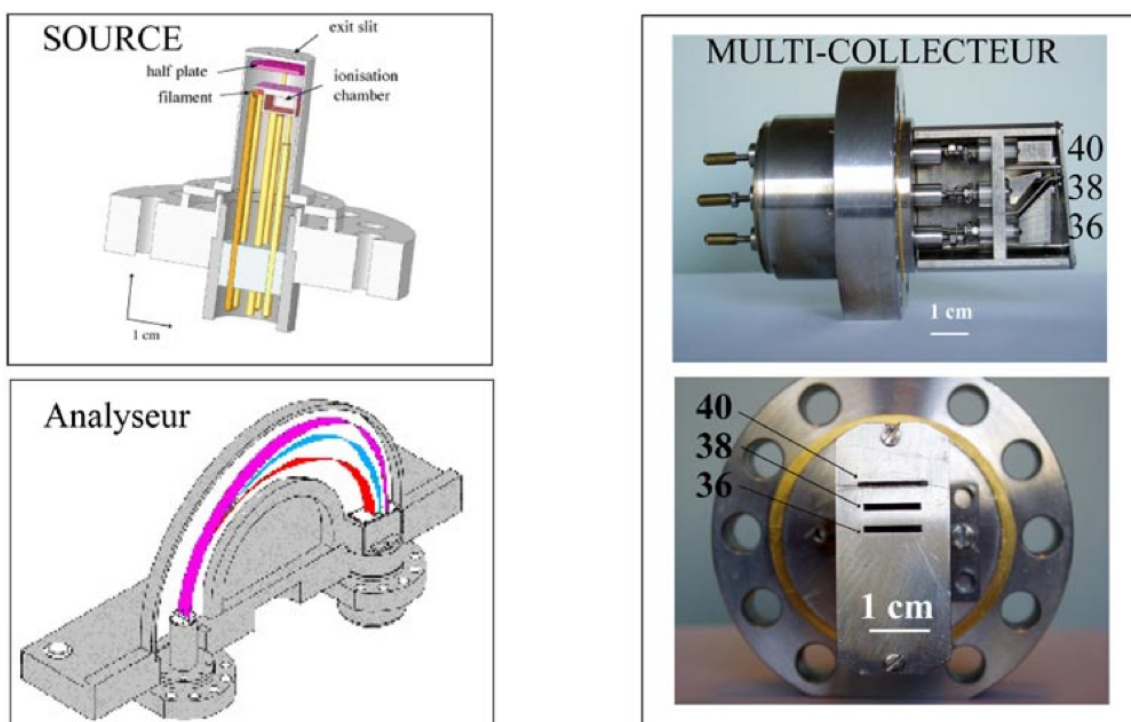 SOURCE
exit slit
half plate
ionisation
filament
chamber
1 cm
Analyseur
MULTI-COLLECTEUR
40
38
36
1 cm
40
38
36
1 cm